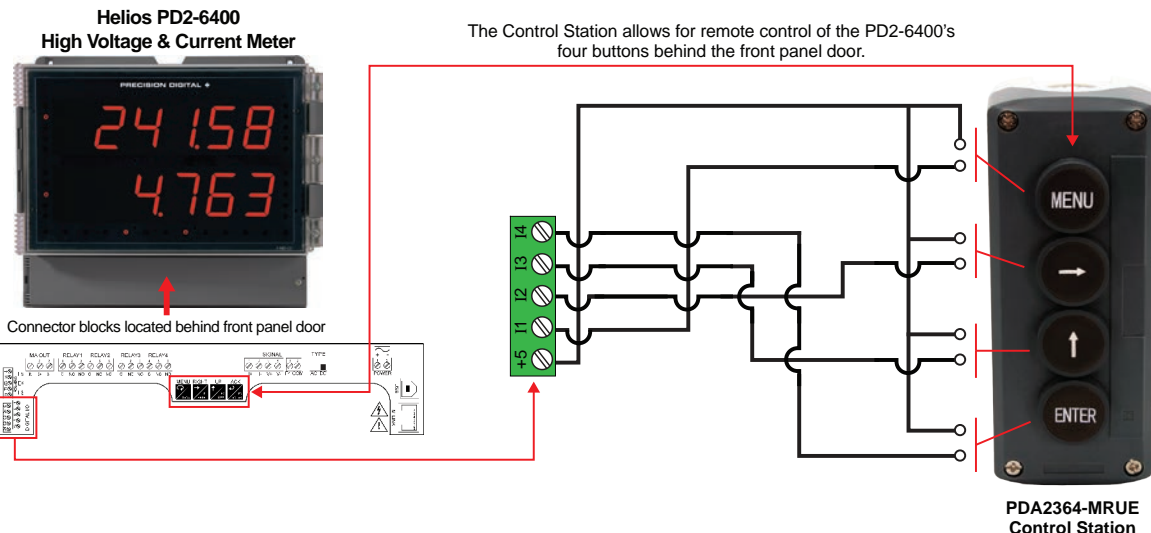 Helios PD2-6400
High Voltage & Current Meter
The Control Station allows for remote control of the PD2-6400's
four buttons behind the front panel door.
PRECISION DIGITAL
241.58
4.763
MENU
→
↑
ENTER
I4
I3
I2
I1
+5
Connector blocks located behind front panel door
MA OUT RELAY1 RELAY2 RELAY3 RELAY4
SIGNAL TYPE
AC DC
POWER
MENU RIGHT UP ACK
DIGITAL I/O
PDA2364-MRUE
Control Station